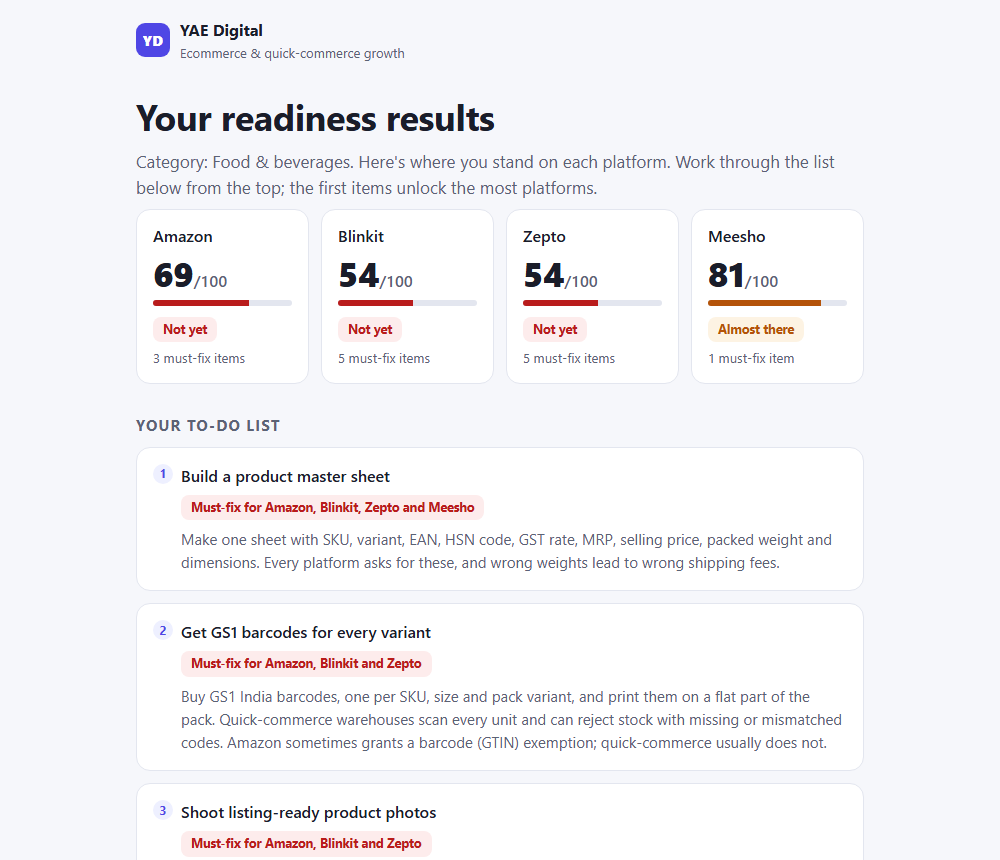 YD
YAE Digital
Ecommerce & quick-commerce growth
Your readiness results
Category: Food & beverages. Here's where you stand on each platform. Work through the list
below from the top; the first items unlock the most platforms.
Amazon
69/100
Not yet
3 must-fix items
Blinkit
54/100
Not yet
5 must-fix items
Zepto
54/100
Not yet
5 must-fix items
Meesho
81/100
Almost there
1 must-fix item
YOUR TO-DO LIST
1 Build a product master sheet
Must-fix for Amazon, Blinkit, Zepto and Meesho
Make one sheet with SKU, variant, EAN, HSN code, GST rate, MRP, selling price, packed weight and
dimensions. Every platform asks for these, and wrong weights lead to wrong shipping fees.
2 Get GS1 barcodes for every variant
Must-fix for Amazon, Blinkit and Zepto
Buy GS1 India barcodes, one per SKU, size and pack variant, and print them on a flat part of the
pack. Quick-commerce warehouses scan every unit and can reject stock with missing or mismatched
codes. Amazon sometimes grants a barcode (GTIN) exemption; quick-commerce usually does not.
3 Shoot listing-ready product photos
Must-fix for Amazon, Blinkit and Zepto